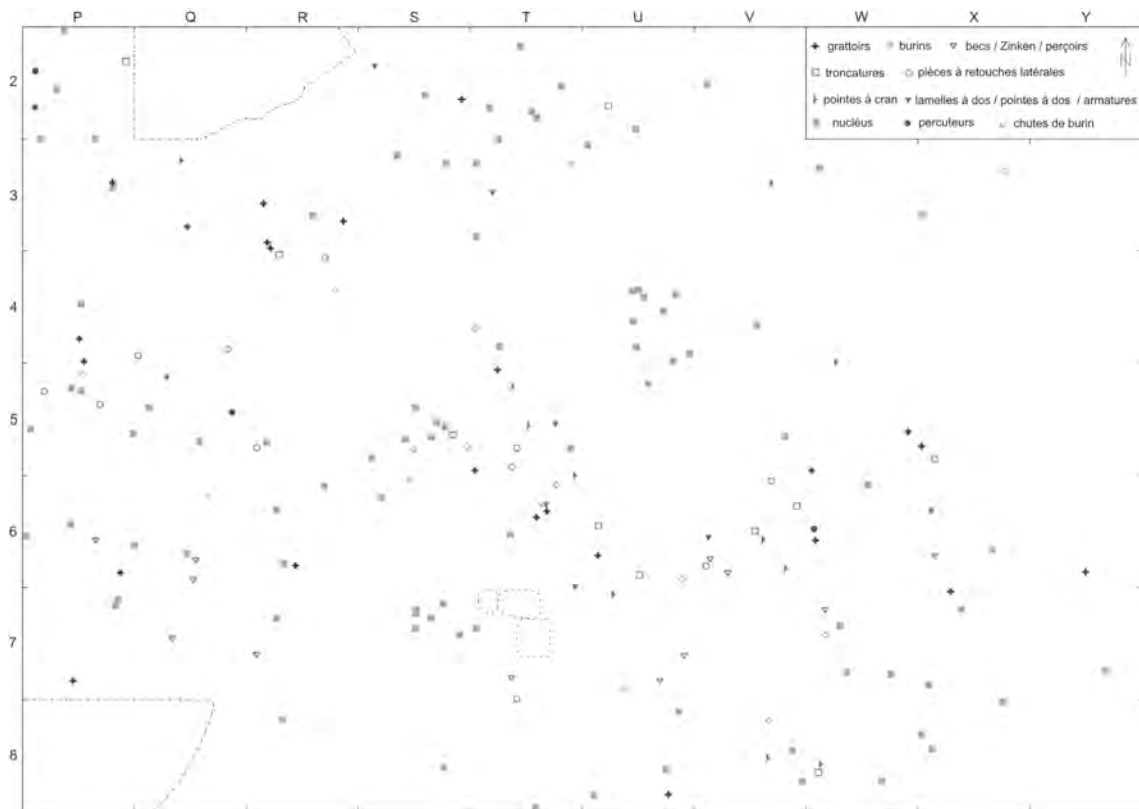 P Q R S T U V W X Y
2
3
4
5
6
7
8
grattoirs burins becs / Zinken / perçoirs
troncatures pièces à retouches latérales
pointes à cran lamelles à dos / pointes à dos / armatures
nucléus percuteurs chutes de burin
N